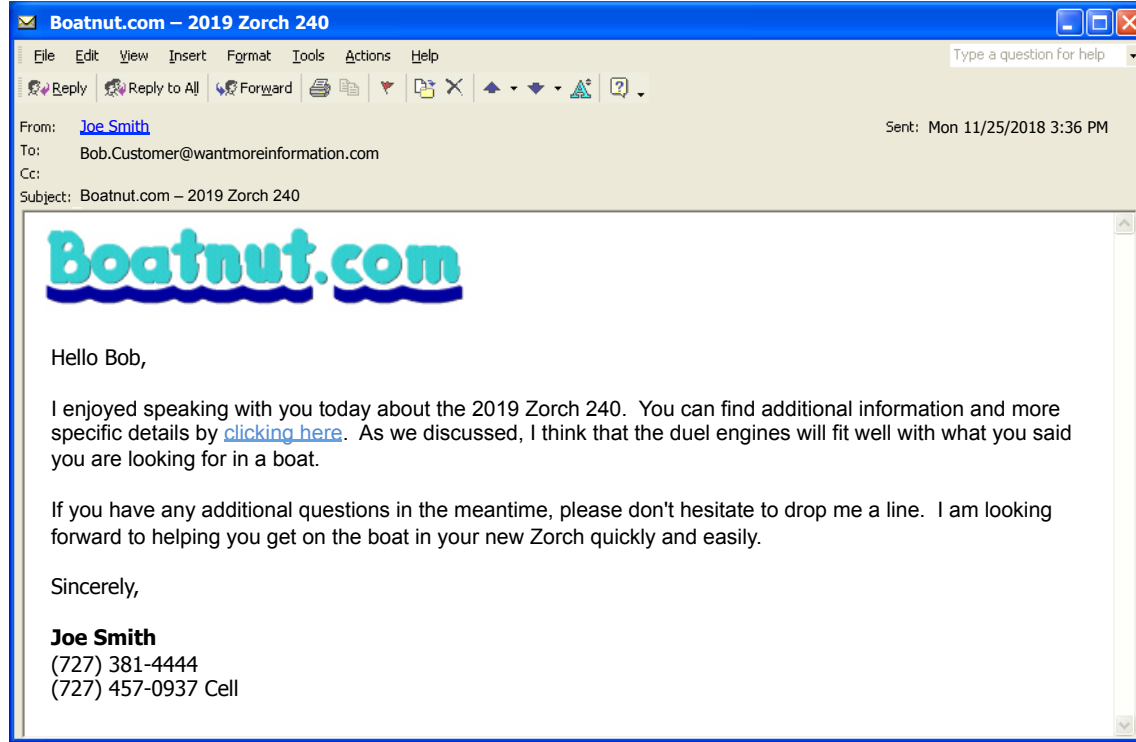 Boatnut.com – 2019 Zorch 240
File Edit View Insert Format Tools Actions Help Type a question for help
Reply Reply to All Forward
From: Joe Smith Sent: Mon 11/25/2018 3:36 PM
To: Bob.Customer@wantmoreinformation.com
Cc:
Subject: Boatnut.com – 2019 Zorch 240
Boatnut.com
Hello Bob,
I enjoyed speaking with you today about the 2019 Zorch 240.  You can find additional information and more
specific details by clicking here.  As we discussed, I think that the duel engines will fit well with what you said
you are looking for in a boat.
If you have any additional questions in the meantime, please don't hesitate to drop me a line.  I am looking
forward to helping you get on the boat in your new Zorch quickly and easily.
Sincerely,
Joe Smith
(727) 381-4444
(727) 457-0937 Cell